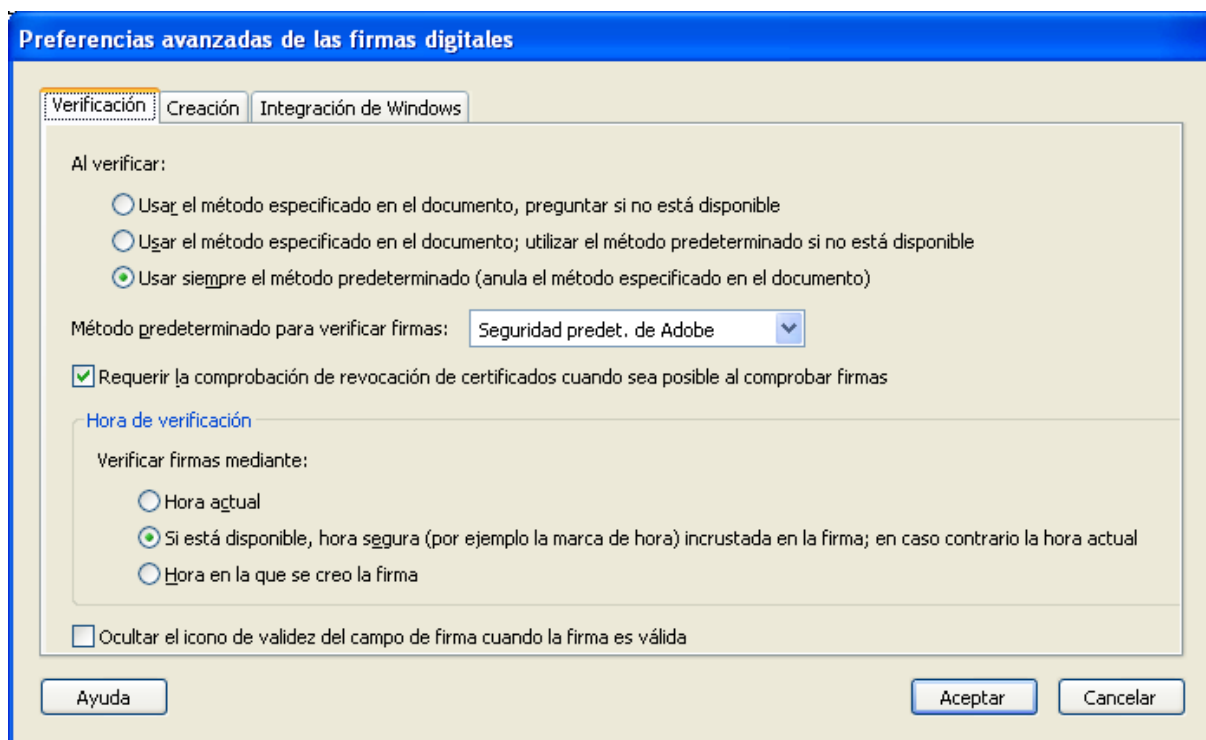 Preferencias avanzadas de las firmas digitales
Verificación Creación Integración de Windows
Al verificar:
Usar el método especificado en el documento, preguntar si no está disponible
Usar el método especificado en el documento; utilizar el método predeterminado si no está disponible
Usar siempre el método predeterminado (anula el método especificado en el documento)
Método predeterminado para verificar firmas: Seguridad predet. de Adobe
Requerir la comprobación de revocación de certificados cuando sea posible al comprobar firmas
Hora de verificación
Verificar firmas mediante:
Hora actual
Si está disponible, hora segura (por ejemplo la marca de hora) incrustada en la firma; en caso contrario la hora actual
Hora en la que se creo la firma
Ocultar el icono de validez del campo de firma cuando la firma es válida
Ayuda Aceptar Cancelar